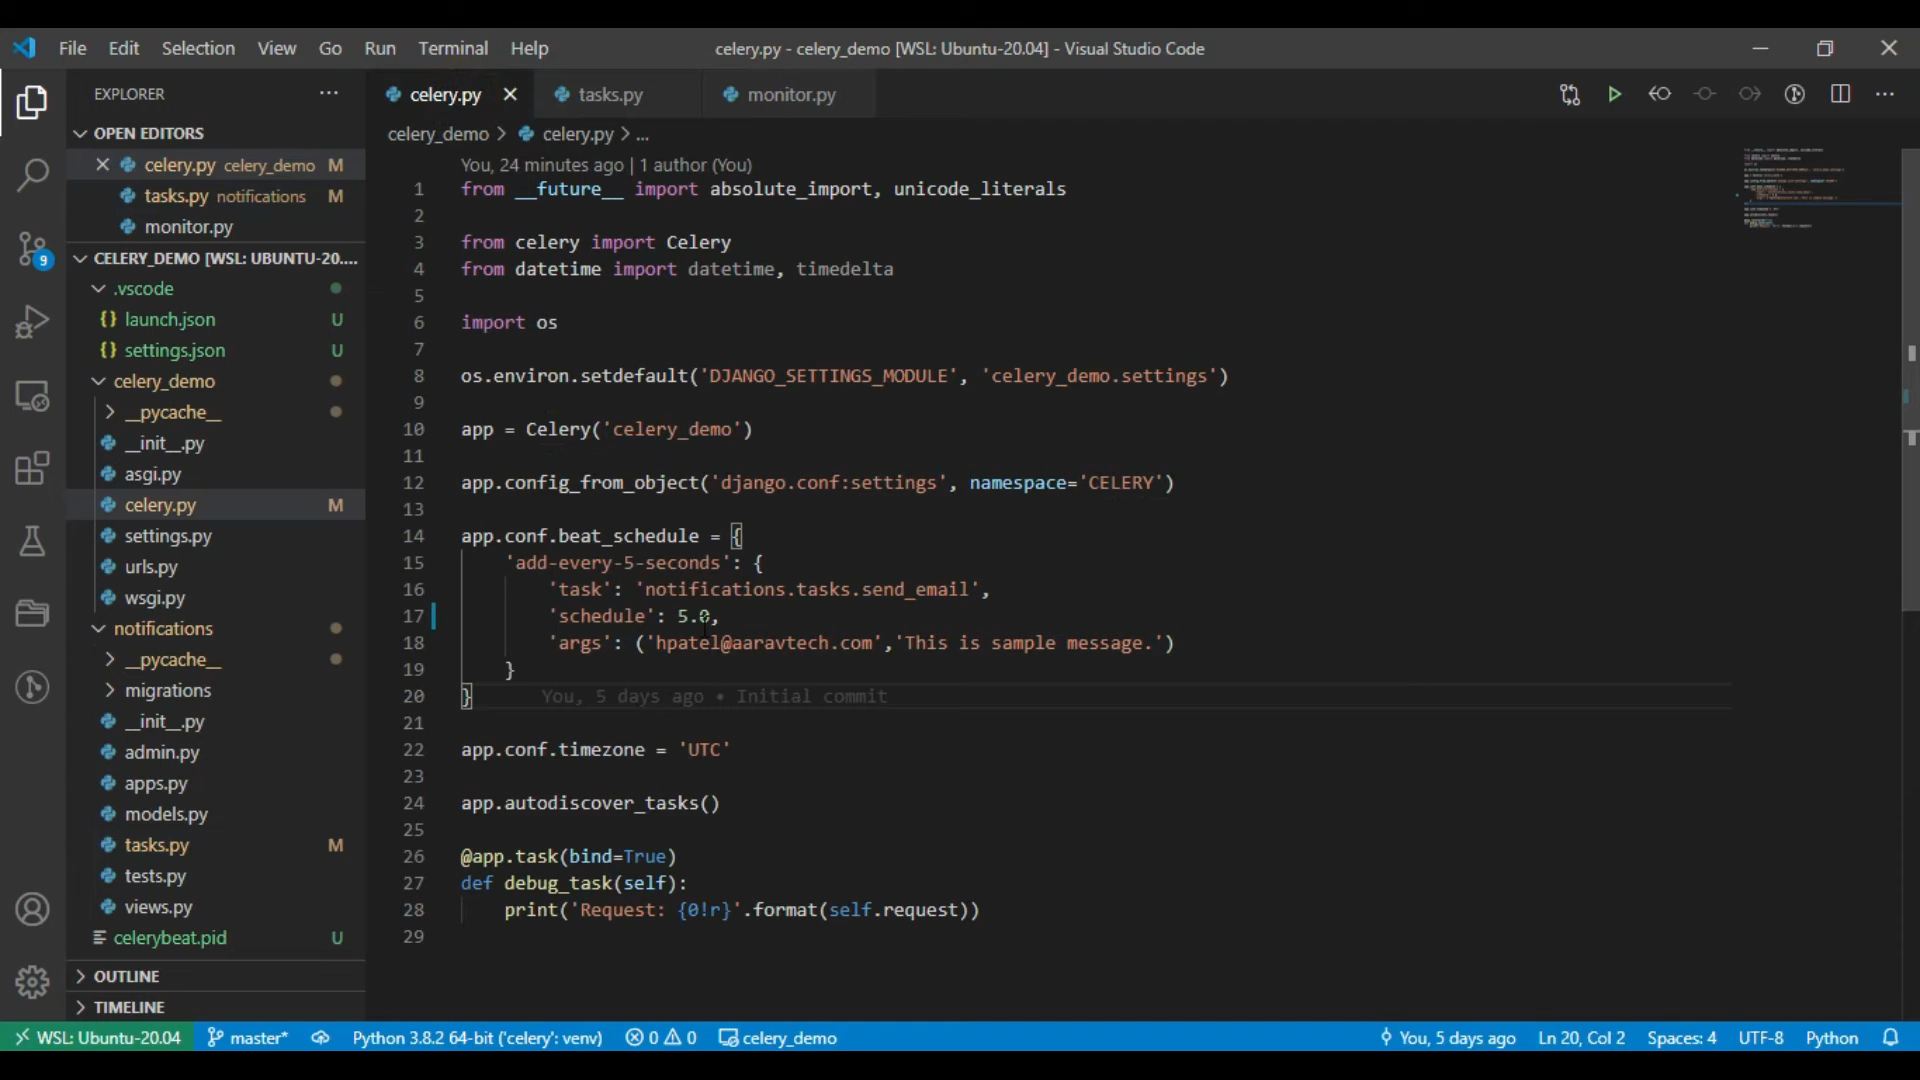 File Edit Selection View Go Run Terminal Help
celery.py - celery_demo [WSL: Ubuntu-20.04] - Visual Studio Code
EXPLORER
OPEN EDITORS
celery.py celery_demo M
tasks.py notifications M
monitor.py
CELERY_DEMO [WSL: UBUNTU-20....
.vscode
launch.json U
settings.json U
celery_demo
__pycache__
__init__.py
asgi.py
celery.py M
settings.py
urls.py
wsgi.py
notifications
__pycache__
migrations
__init__.py
admin.py
apps.py
models.py
tasks.py M
tests.py
views.py
celerybeat.pid U
OUTLINE
TIMELINE
9
celery.py tasks.py monitor.py
celery_demo > celery.py > ...
You, 24 minutes ago | 1 author (You)
1 from __future__ import absolute_import, unicode_literals
2
3 from celery import Celery
4 from datetime import datetime, timedelta
5
6 import os
7
8 os.environ.setdefault('DJANGO_SETTINGS_MODULE', 'celery_demo.settings')
9
10 app = Celery('celery_demo')
11
12 app.config_from_object('django.conf:settings', namespace='CELERY')
13
14 app.conf.beat_schedule = {
15 'add-every-5-seconds': {
16 'task': 'notifications.tasks.send_email',
17 'schedule': 5.0,
18 'args': ('hpatel@aaravtech.com','This is sample message.')
19 }
20 } You, 5 days ago • Initial commit
21
22 app.conf.timezone = 'UTC'
23
24 app.autodiscover_tasks()
25
26 @app.task(bind=True)
27 def debug_task(self):
28 print('Request: {0!r}'.format(self.request))
29
WSL: Ubuntu-20.04 master* Python 3.8.2 64-bit ('celery': venv) 0 0 celery_demo You, 5 days ago Ln 20, Col 2 Spaces: 4 UTF-8 Python